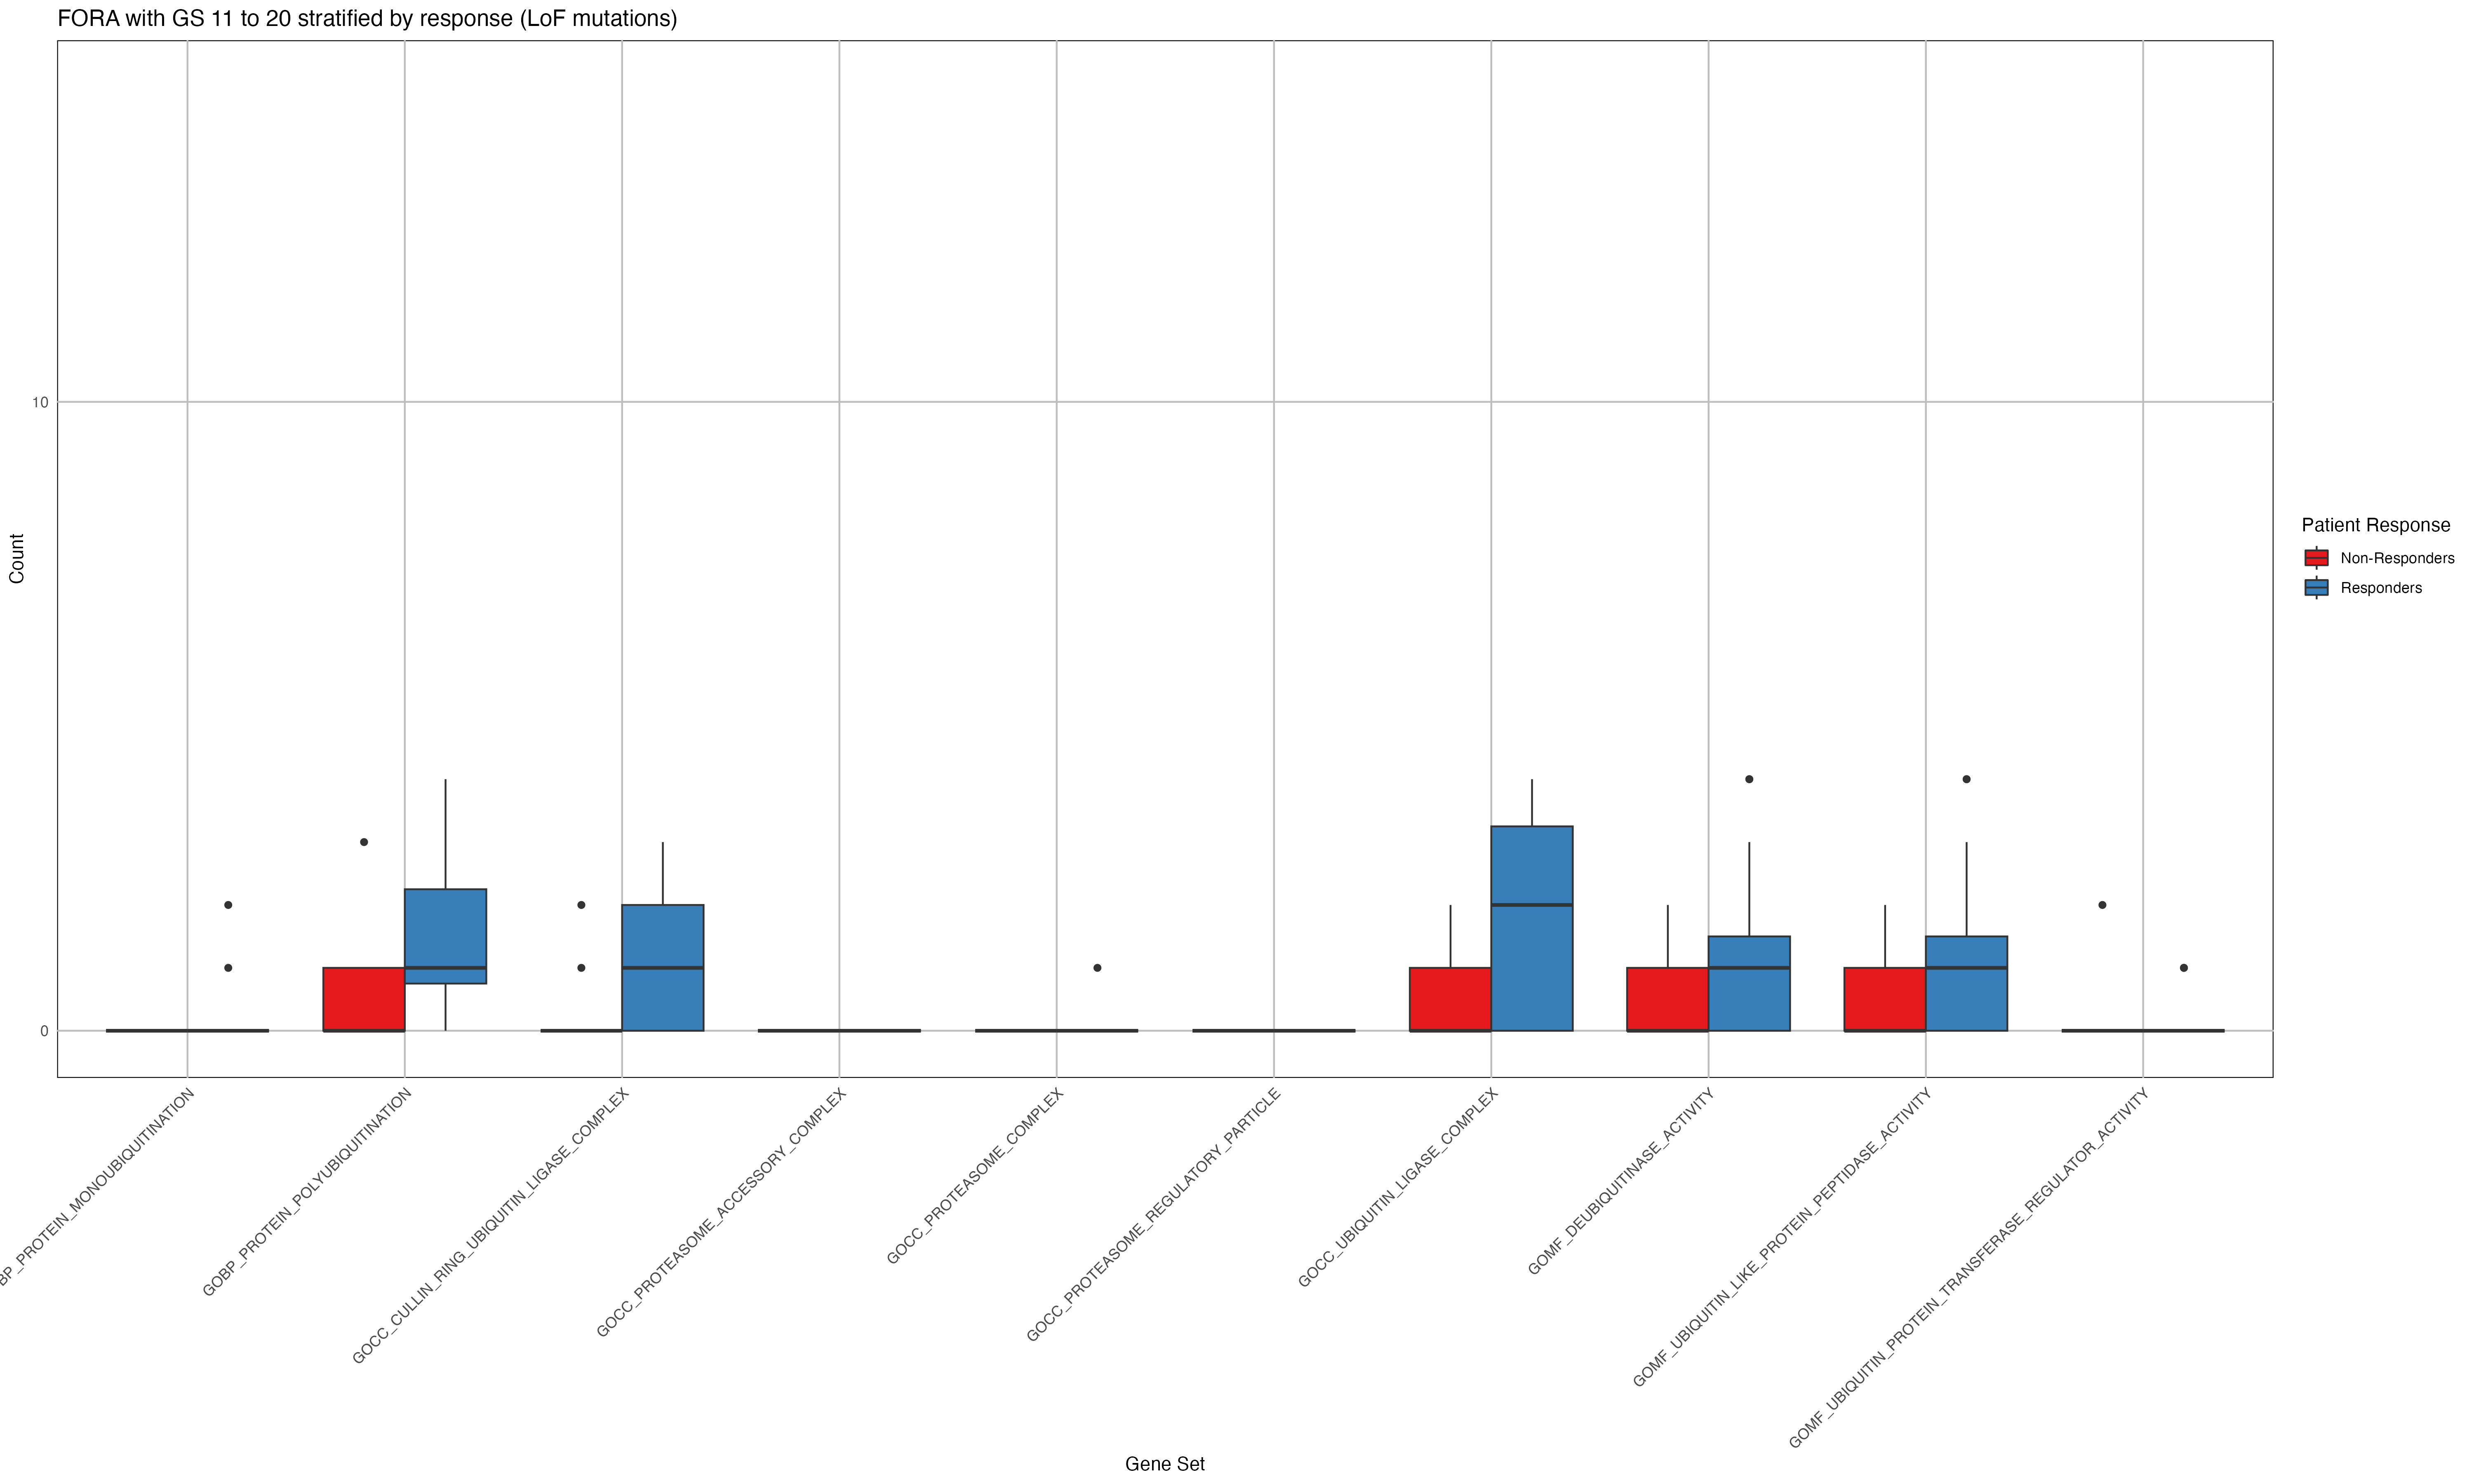 FORA with GS 11 to 20 stratified by response (LoF mutations)
10
0
Count
Patient Response
Non-Responders
Responders
BP_PROTEIN_MONOUBIQUITINATION
GOBP_PROTEIN_POLYUBIQUITINATION
GOCC_CULLIN_RING_UBIQUITIN_LIGASE_COMPLEX
GOCC_PROTEASOME_ACCESSORY_COMPLEX
GOCC_PROTEASOME_COMPLEX
GOCC_PROTEASOME_REGULATORY_PARTICLE
GOCC_UBIQUITIN_LIGASE_COMPLEX
GOMF_DEUBIQUITINASE_ACTIVITY
GOMF_UBIQUITIN_LIKE_PROTEIN_PEPTIDASE_ACTIVITY
GOMF_UBIQUITIN_PROTEIN_TRANSFERASE_REGULATOR_ACTIVITY
Gene Set